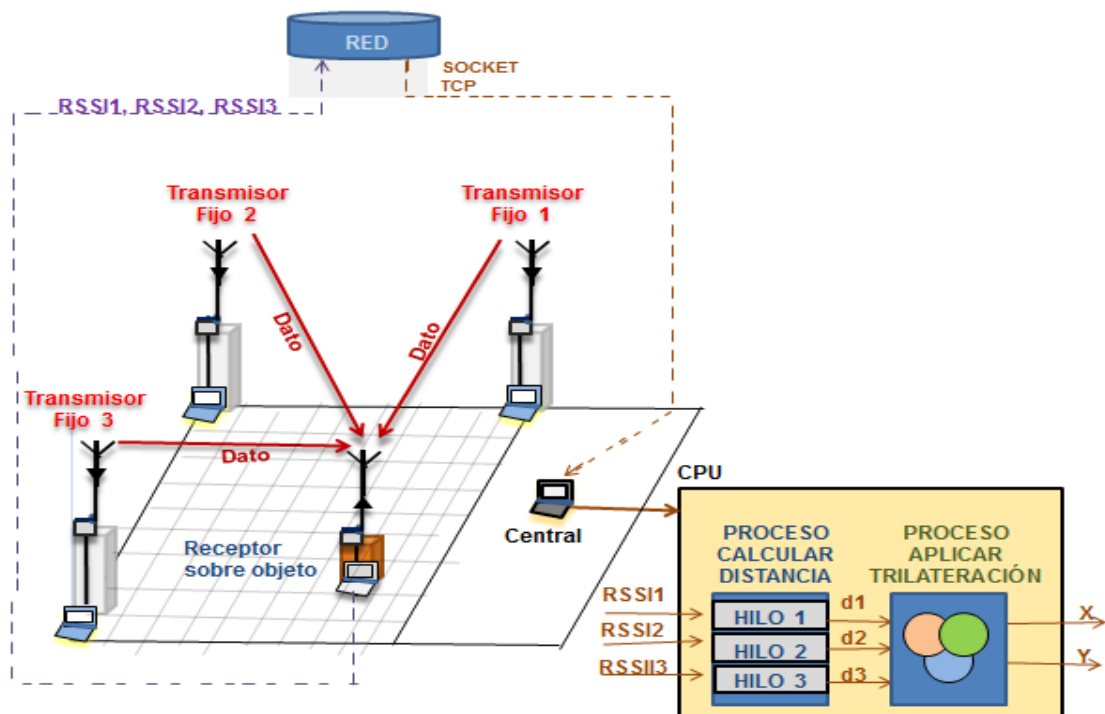 RED
SOCKET
TCP
RSSI1, RSSI2, RSSI3
Transmisor
Fijo 2
Transmisor
Fijo 1
Dato
Dato
Transmisor
Fijo 3
Dato
Receptor
sobre objeto
Central
CPU
PROCESO
CALCULAR
DISTANCIA
PROCESO
APLICAR
TRILATERACIÓN
RSSI1
HILO 1
d1
X
RSSI2
HILO 2
d2
Y
RSSII3
HILO 3
d3